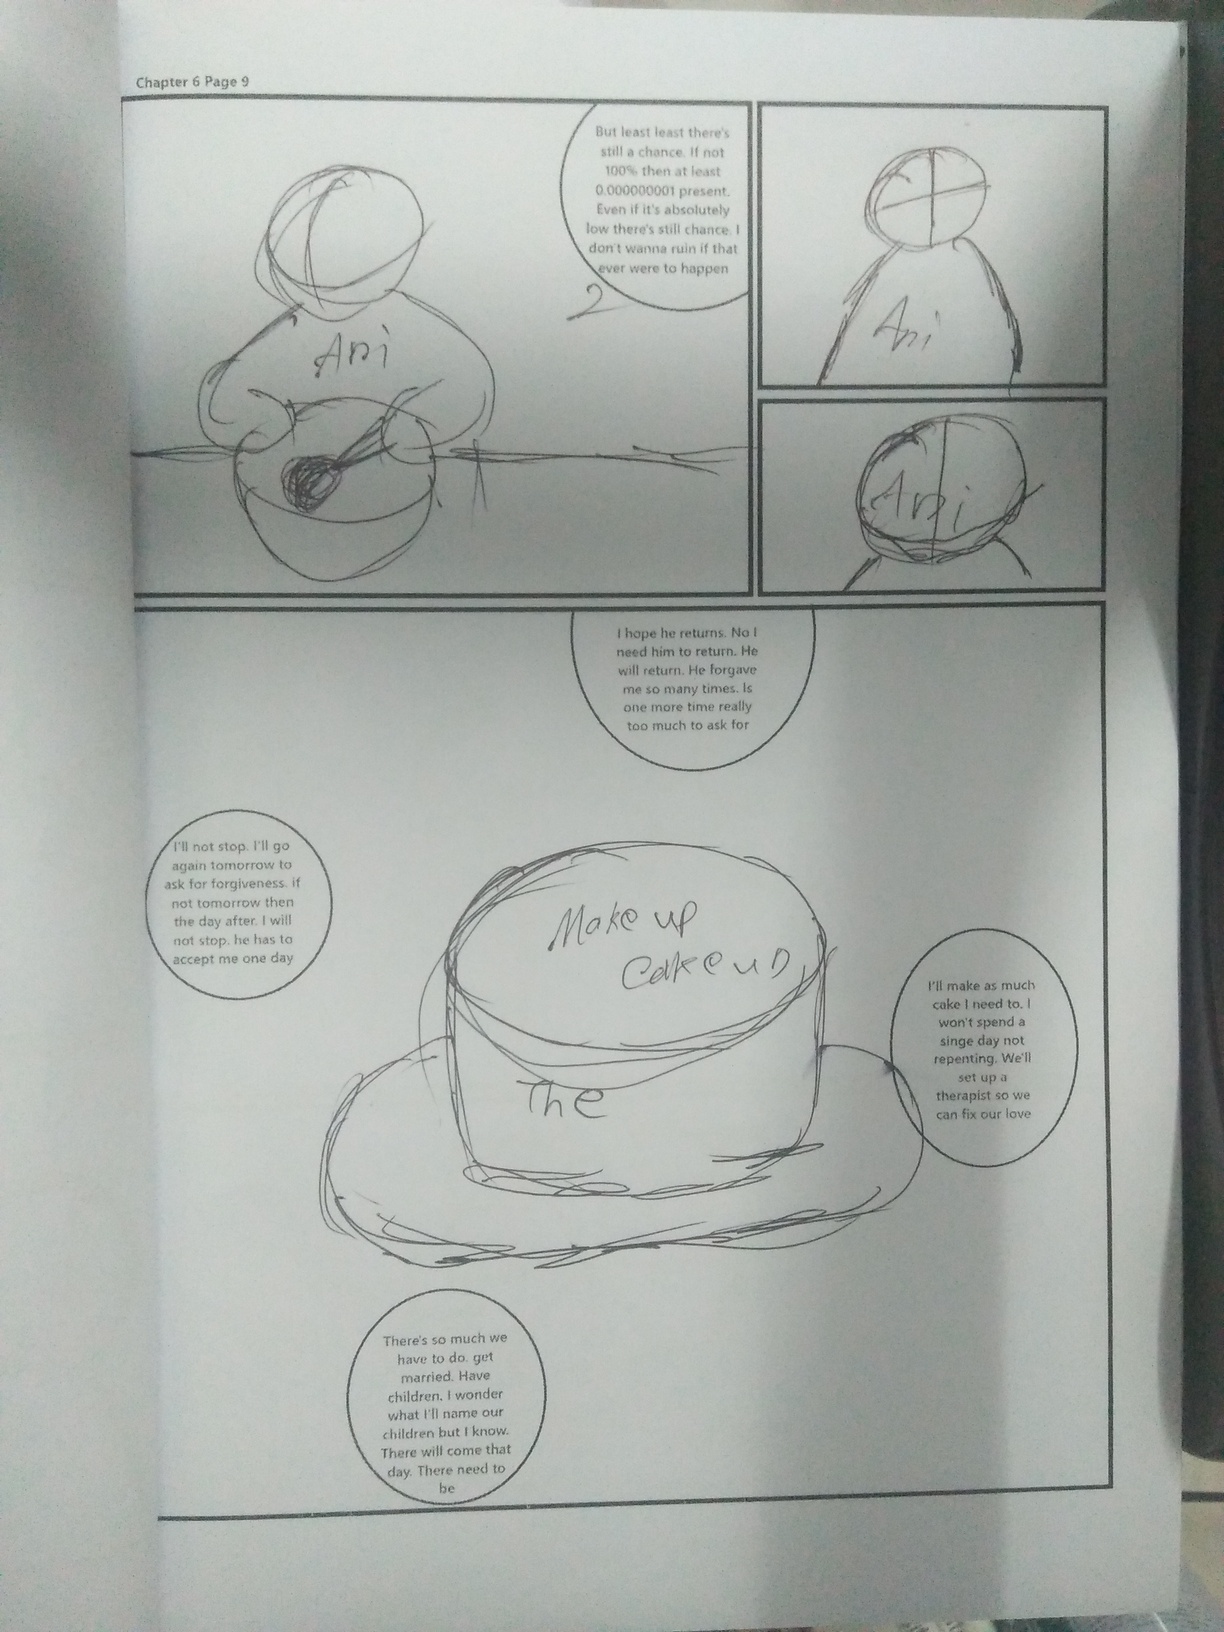 Chapter 6 Page 9
But least least there's
still a chance. If not
100% then at least
0.000000001 present.
Even if it's absolutely
low there's still chance. I
don't wanna ruin if that
ever were to happen
2
Ani
Ani
Ani
I hope he returns. No I
need him to return. He
will return. He forgave
me so many times. Is
one more time really
too much to ask for
I'll not stop. I'll go
again tomorrow to
ask for forgiveness. if
not tomorrow then
the day after. I will
not stop. he has to
accept me one day
Make up
Cake up
The
I'll make as much
cake I need to. I
won't spend a
singe day not
repenting. We'll
set up a
therapist so we
can fix our love
There's so much we
have to do. get
married. Have
children. I wonder
what I'll name our
children but I know.
There will come that
day. There need to
be